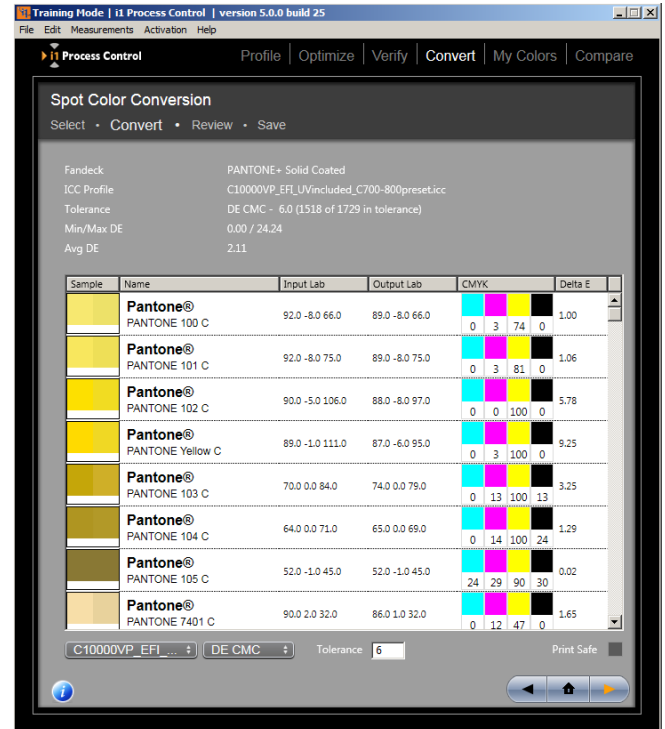 Training Mode | i1 Process Control | version 5.0.0 build 25
File Edit Measurements Activation Help
i1 Process Control Profile | Optimize | Verify | Convert | My Colors | Compare
Spot Color Conversion
Select • Convert • Review • Save
Fandeck PANTONE+ Solid Coated
ICC Profile C10000VP_EFI_UVincluded_C700-800preset.icc
Tolerance DE CMC - 6.0 (1518 of 1729 in tolerance)
Min/Max DE 0.00 / 24.24
Avg DE 2.11
Sample Name Input Lab Output Lab CMYK Delta E
Pantone®
PANTONE 100 C 92.0 -8.0 66.0 89.0 -8.0 66.0 0 3 74 0 1.00
Pantone®
PANTONE 101 C 92.0 -8.0 75.0 89.0 -8.0 75.0 0 3 81 0 1.06
Pantone®
PANTONE 102 C 90.0 -5.0 106.0 88.0 -8.0 97.0 0 0 100 0 5.78
Pantone®
PANTONE Yellow C 89.0 -1.0 111.0 87.0 -6.0 95.0 0 3 100 0 9.25
Pantone®
PANTONE 103 C 70.0 0.0 84.0 74.0 0.0 79.0 0 13 100 13 3.25
Pantone®
PANTONE 104 C 64.0 0.0 71.0 65.0 0.0 69.0 0 14 100 24 1.29
Pantone®
PANTONE 105 C 52.0 -1.0 45.0 52.0 -1.0 45.0 24 29 90 30 0.02
Pantone®
PANTONE 7401 C 90.0 2.0 32.0 86.0 1.0 32.0 0 12 47 0 1.65
C10000VP_EFI_... DE CMC Tolerance 6 Print Safe